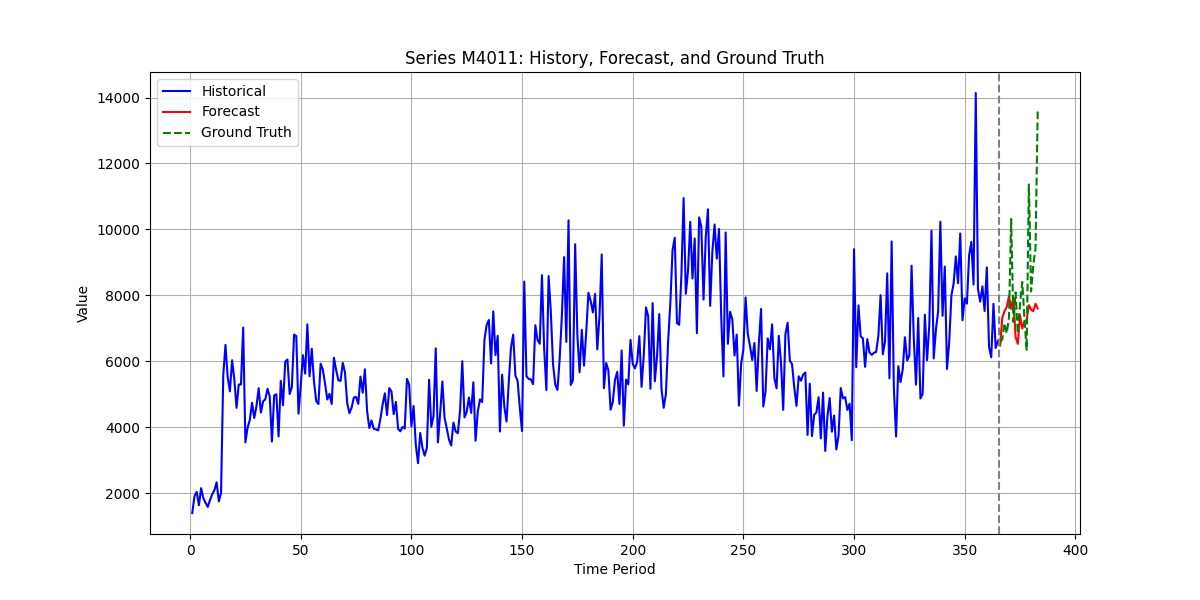 Series M4011: History, Forecast, and Ground Truth
Historical
Forecast
Ground Truth
14000
12000
10000
8000
6000
4000
2000
Value
0 50 100 150 200 250 300 350 400
Time Period